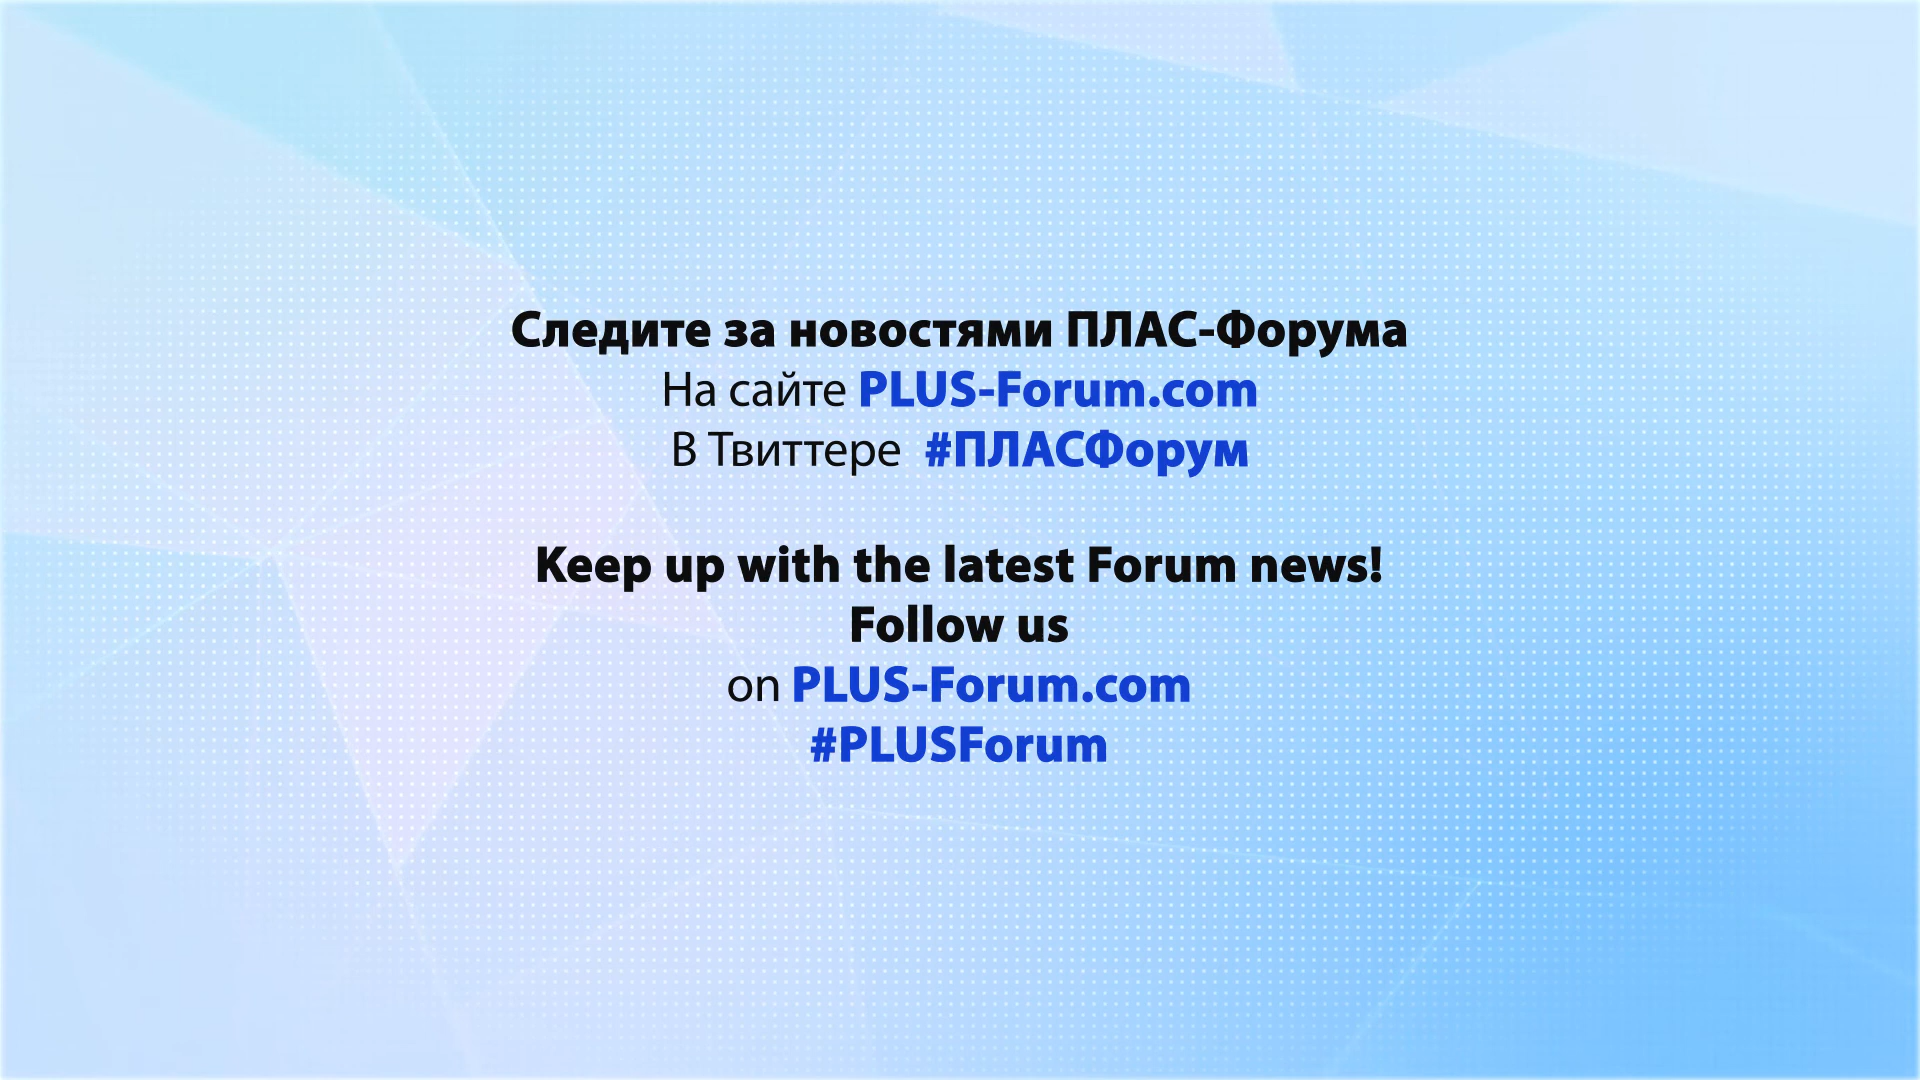 Следите за новостями ПЛАС-Форума
На сайте PLUS-Forum.com
В Твиттере #ПЛАСФорум
Keep up with the latest Forum news!
Follow us
on PLUS-Forum.com
#PLUSForum